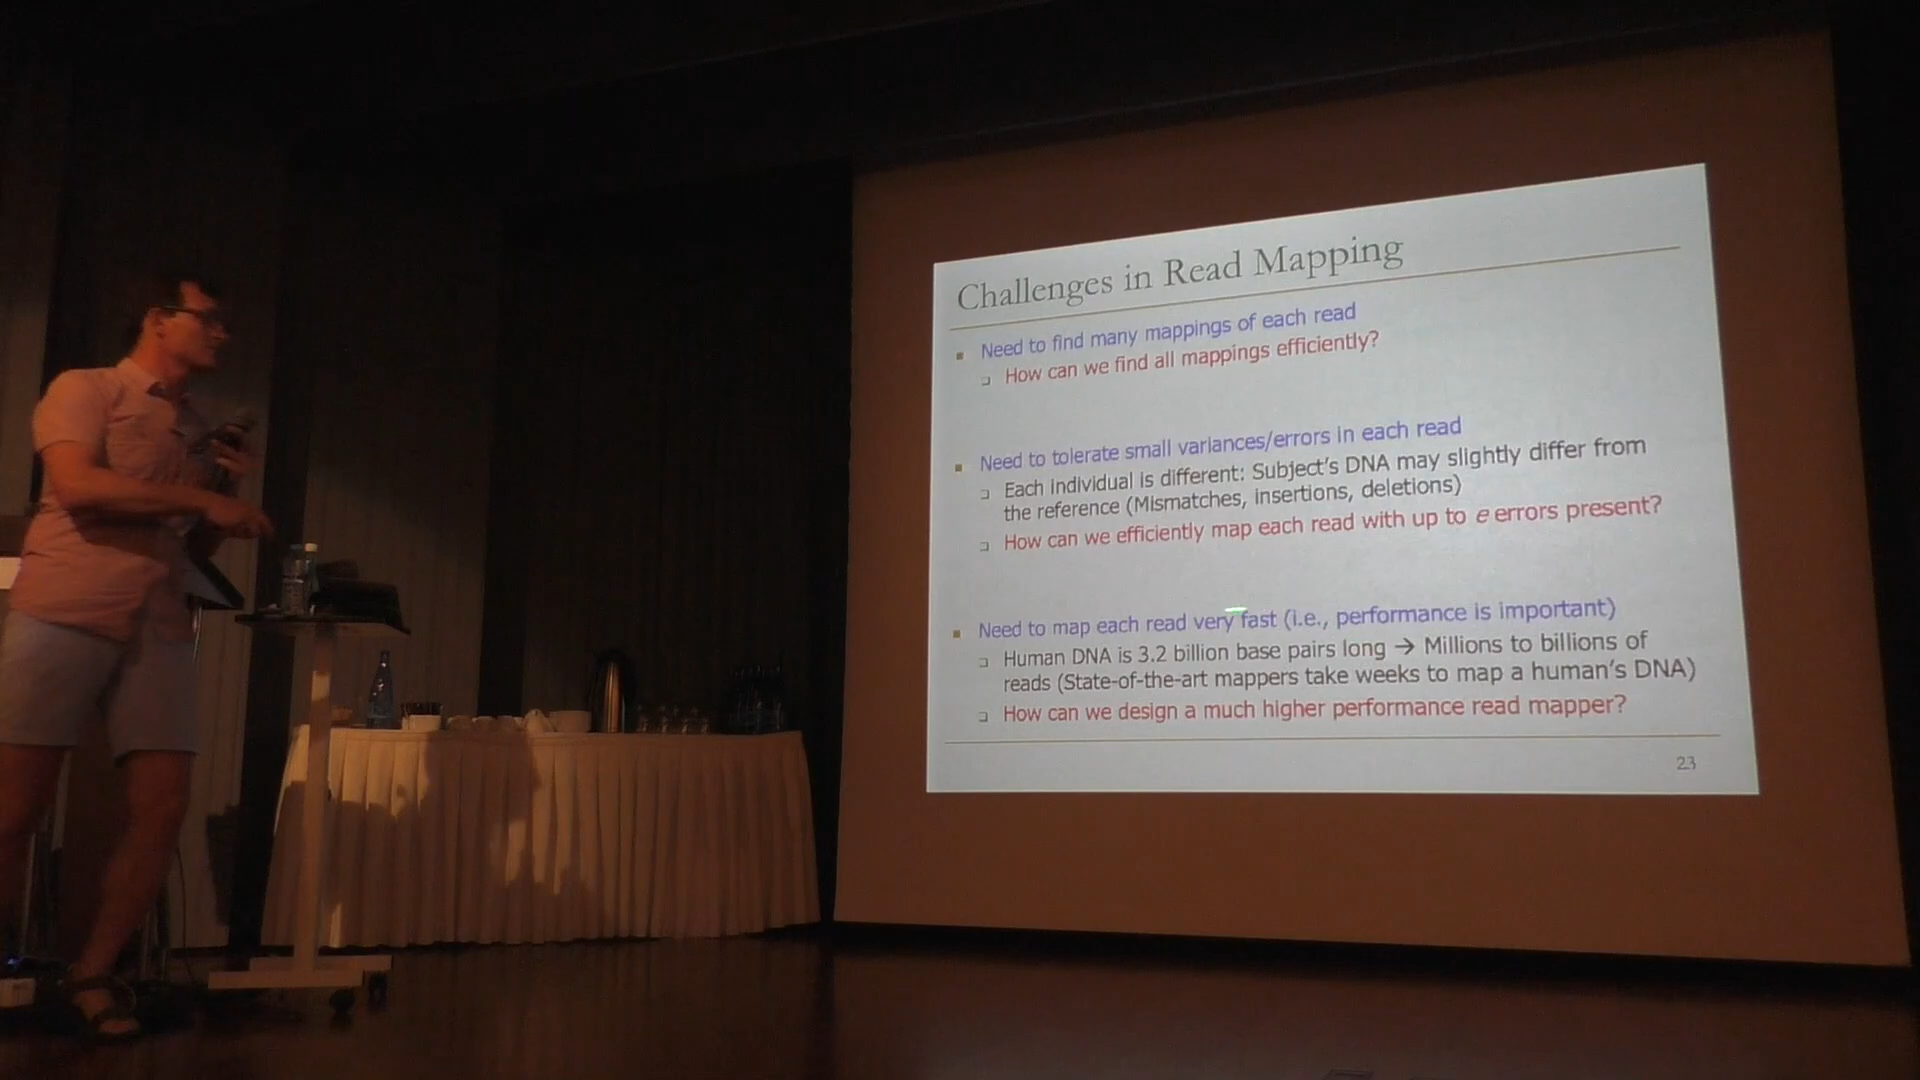 Challenges in Read Mapping
Need to find many mappings of each read
How can we find all mappings efficiently?
Need to tolerate small variances/errors in each read
Each individual is different: Subject's DNA may slightly differ from
the reference (Mismatches, insertions, deletions)
How can we efficiently map each read with up to e errors present?
Need to map each read very fast (i.e., performance is important)
Human DNA is 3.2 billion base pairs long → Millions to billions of
reads (State-of-the-art mappers take weeks to map a human's DNA)
How can we design a much higher performance read mapper?
23